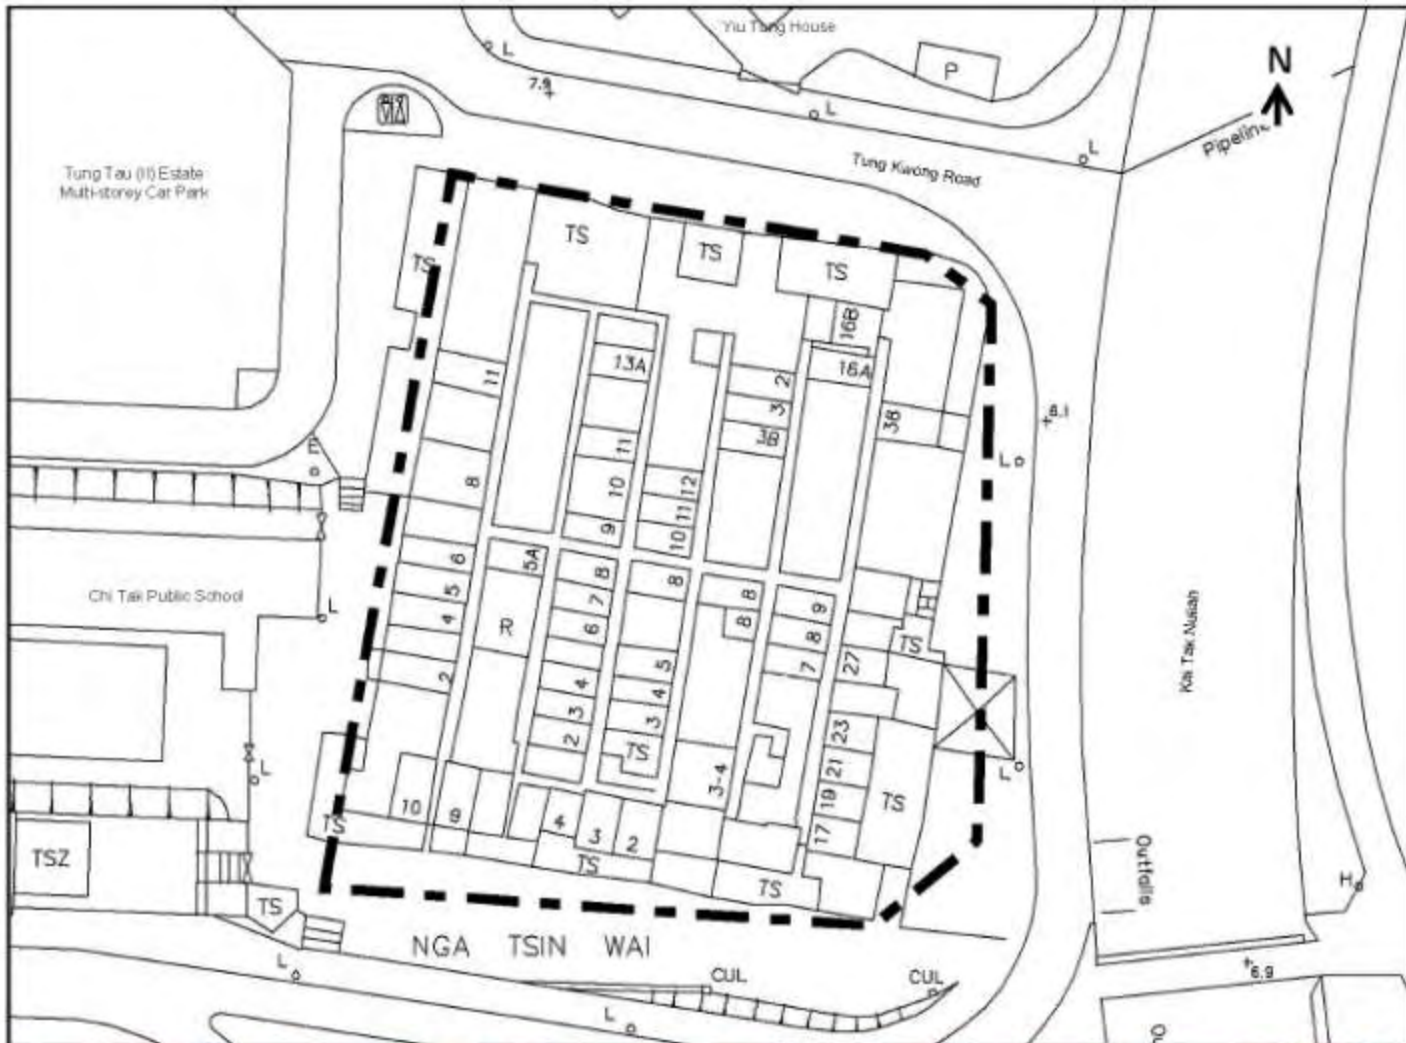 Yiu Tung House
L
P
N
7.9
L
L
Pipeline
Tung Kwong Road
Tung Tau (II) Estate
Multi-storey Car Park
TS
TS
TS
TS
16B
13A
16A
11
2
3
3B
3B
8.1
11
E
L
8
10
12
11
9
10
6
5A
8
8
8
9
5
7
Chi Tak Public School
L
4
R
6
8
8
TS
2
5
7
27
Kai Tak Nullah
4
4
3
3
2
TS
23
L
3-4
21
L
10
9
4
3
2
19
TS
17
TS
TS
TSZ
TS
TS
Outfalls
H
NGA TSIN WAI
L
CUL
CUL
6.9
L